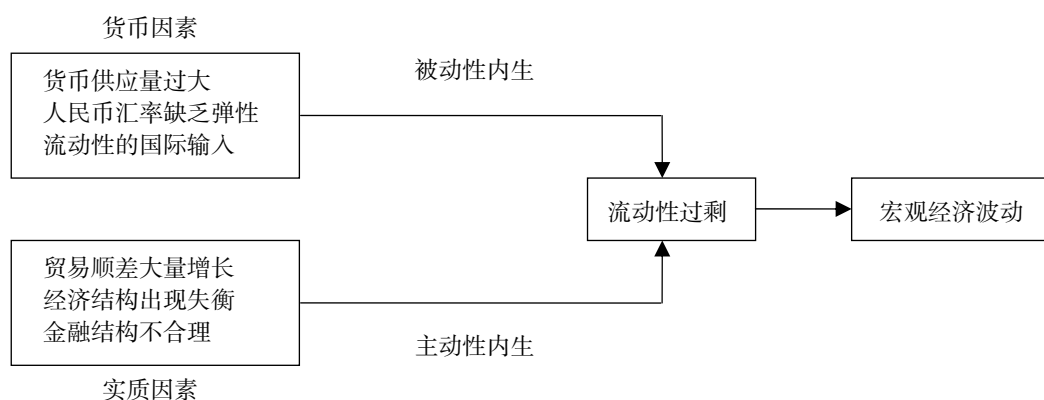 货币因素
货币供应量过大
人民币汇率缺乏弹性
流动性的国际输入
被动性内生
流动性过剩
宏观经济波动
贸易顺差大量增长
经济结构出现失衡
金融结构不合理
主动性内生
实质因素